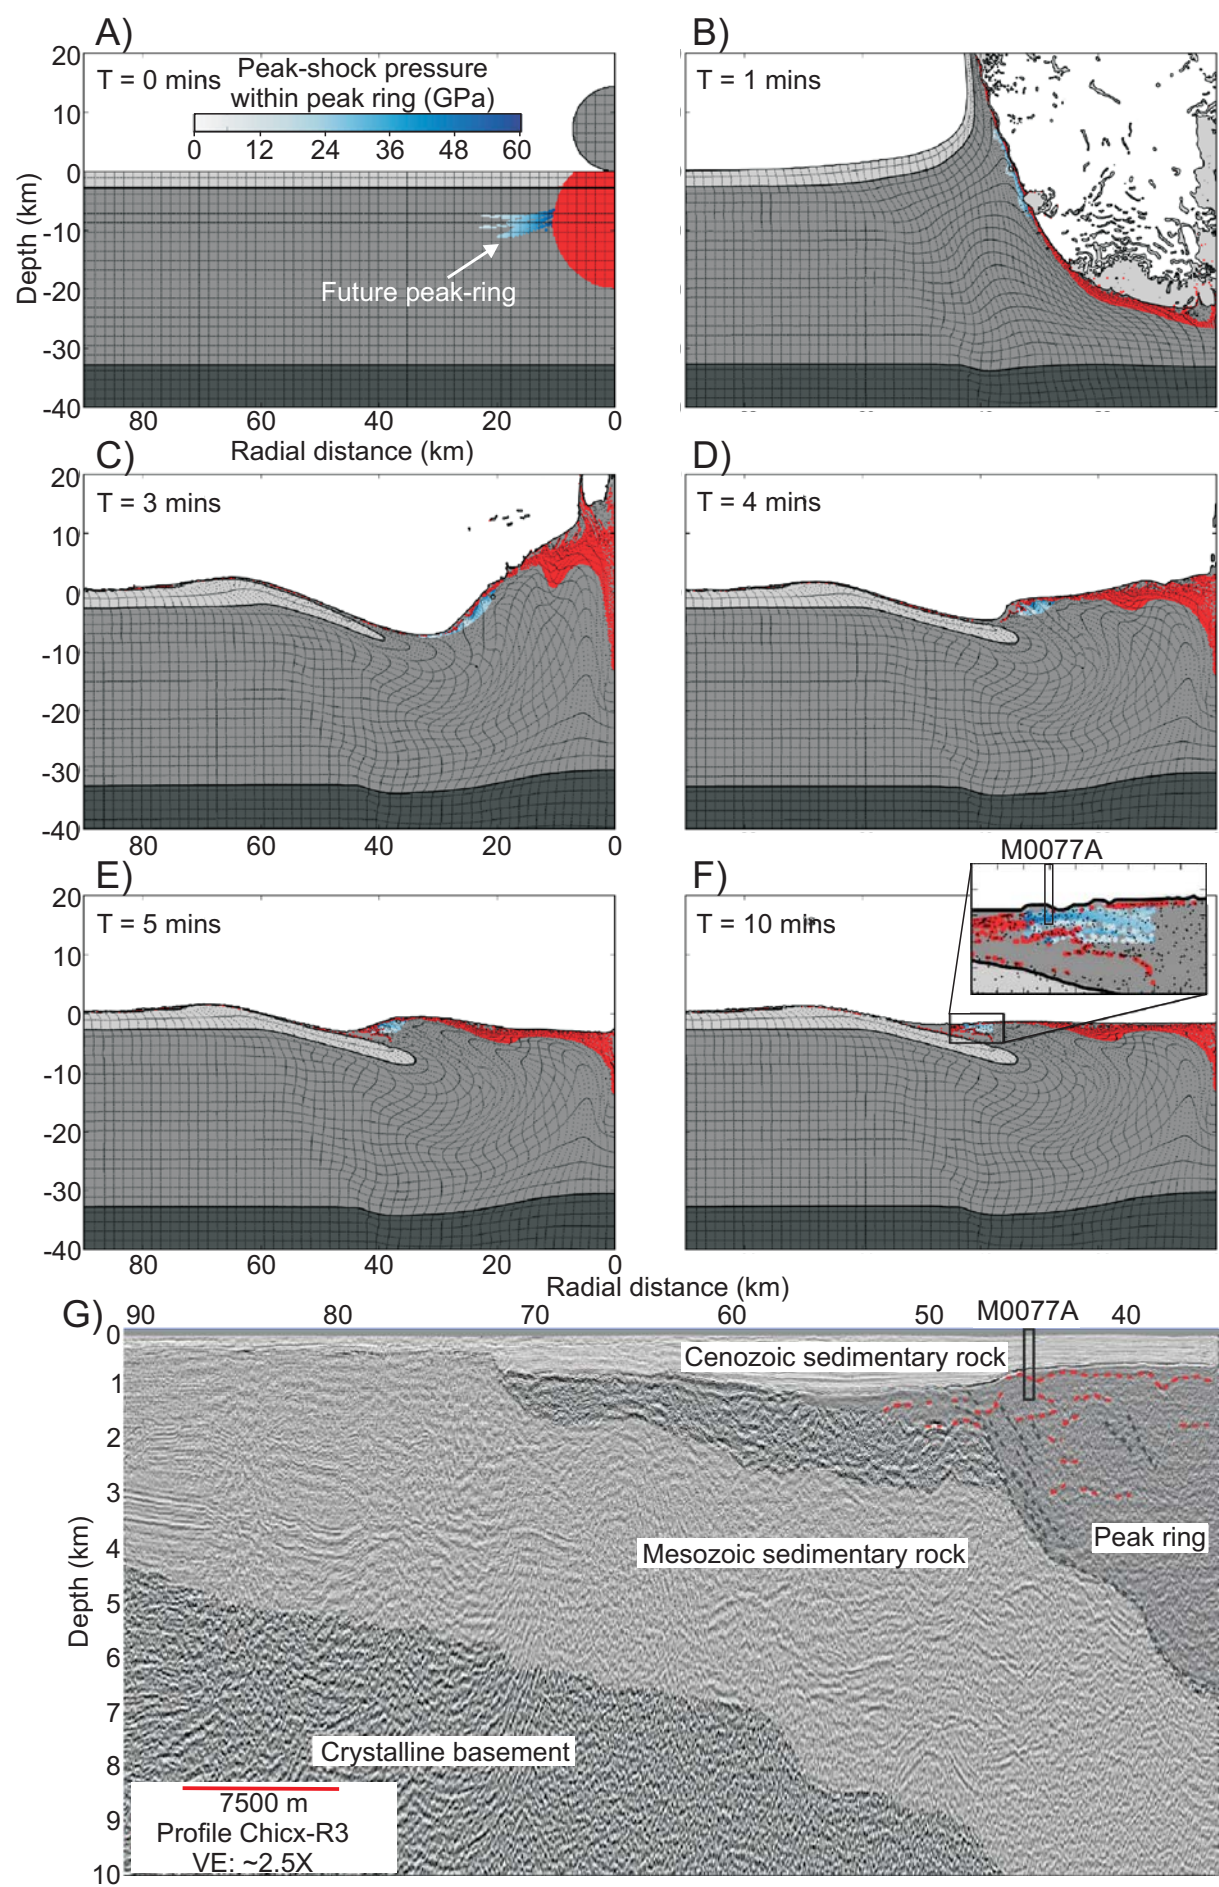 A)
B)
T = 0 mins
Peak-shock pressure
within peak ring (GPa)
0 12 24 36 48 60
Future peak-ring
T = 1 mins
20
10
0
-10
-20
-30
-40
Depth (km)
80 60 40 20 0
Radial distance (km)
C)
D)
T = 3 mins
T = 4 mins
20
10
0
-10
-20
-30
-40
80 60 40 20 0
M0077A
E)
F)
T = 5 mins
T = 10 mins
20
10
0
-10
-20
-30
-40
80 60 40 20 0
Radial distance (km)
G)
90 80 70 60 50 M0077A 40
0
1
2
3
4
5
6
7
8
9
10
Depth (km)
Cenozoic sedimentary rock
Peak ring
Mesozoic sedimentary rock
Crystalline basement
7500 m
Profile Chicx-R3
VE: ~2.5X